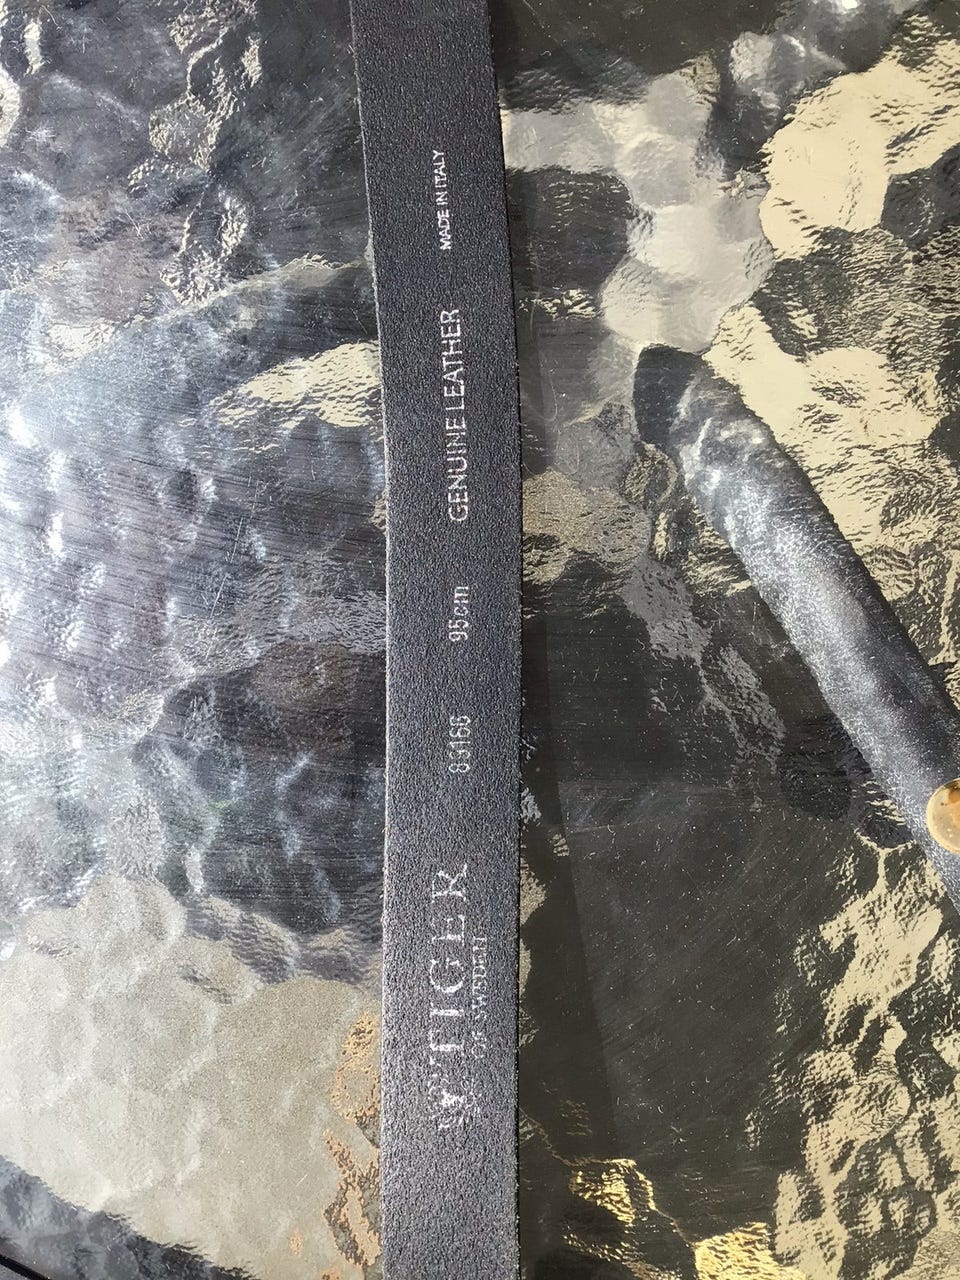 TIGER
OF SWEDEN
83166
95cm
GENUINE LEATHER
MADE IN ITALY